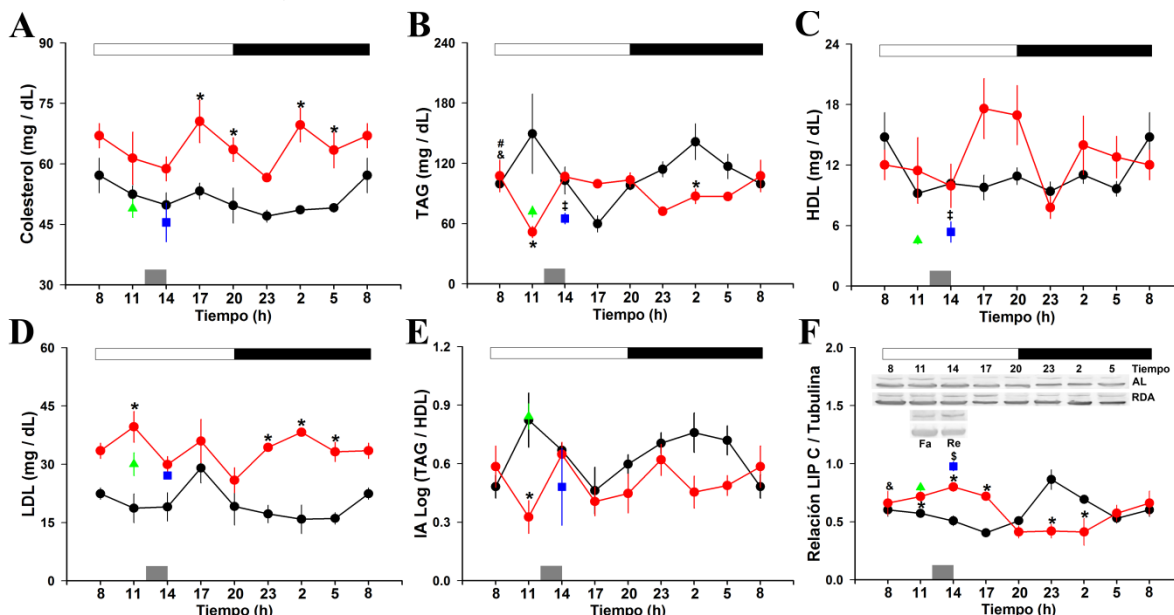 A
Colesterol (mg / dL)
90
75
60
45
30
*
*
*
*
8 11 14 17 20 23 2 5 8
Tiempo (h)
B
TAG (mg / dL)
240
180
120
60
0
#
&
*
‡
*
8 11 14 17 20 23 2 5 8
Tiempo (h)
C
HDL (mg / dL)
24
18
12
6
0
‡
8 11 14 17 20 23 2 5 8
Tiempo (h)
D
LDL (mg / dL)
60
45
30
15
0
*
*
*
*
8 11 14 17 20 23 2 5 8
Tiempo (h)
E
IA Log (TAG / HDL)
1.2
0.9
0.6
0.3
0.0
*
8 11 14 17 20 23 2 5 8
Tiempo (h)
F
Relación LIP C / Tubulina
2.0
1.5
1.0
0.5
0.0
8 11 14 17 20 23 2 5 Tiempo
AL
RDA
Fa Re
$
&
*
*
*
*
*
8 11 14 17 20 23 2 5 8
Tiempo (h)